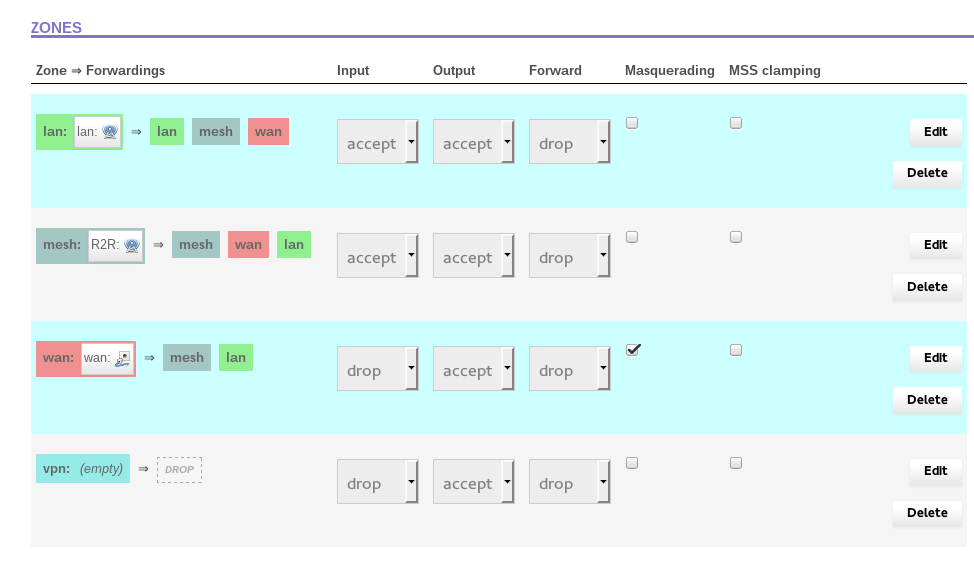 ZONES
Zone ⇒ Forwardings Input Output Forward Masquerading MSS clamping
lan: lan: ⇒ lan mesh wan accept accept drop Edit
Delete
mesh: R2R: ⇒ mesh wan lan accept accept drop Edit
Delete
wan: wan: ⇒ mesh lan drop accept drop Edit
Delete
vpn: (empty) ⇒ DROP drop accept drop Edit
Delete